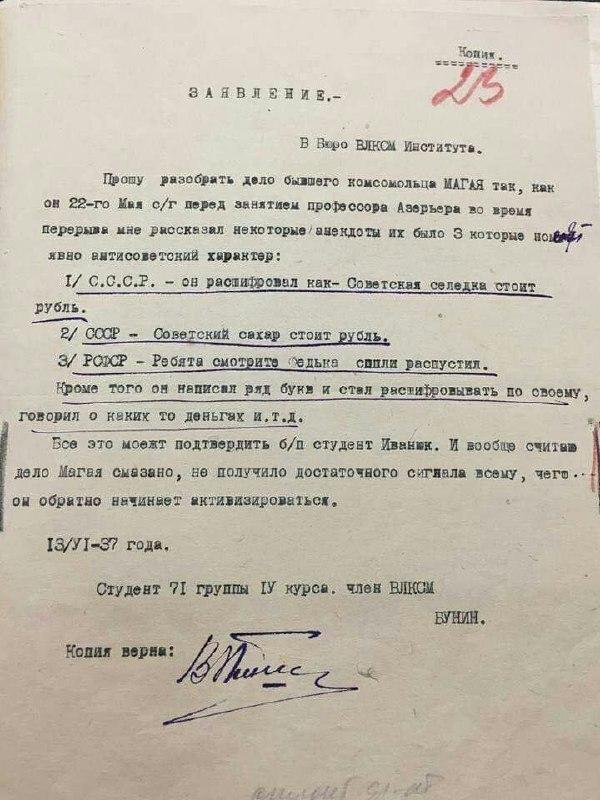 Копия.
23
ЗАЯВЛЕНИЕ.-
В Бюро ВЛКСМ Института.
Прошу разобрать дело бывшего комсомольца МАГАЯ так, как
он 22-го Мая с/г перед занятием профессора Азерьера во время
перерыва мне рассказал некоторые анекдоты их было 3 которые носят
явно антисоветский характер:
1/ С.С.С.Р. - он расшифровал как- Советская селедка стоит
рубль.
2/ СССР - Советский сахар стоит рубль.
3/ РСФСР - Ребята смотрите Федька сопли распустил.
Кроме того он написал ряд букв и стал расшифровывать по своему,
говорил о каких то деньгах и.т.д.
Все это моежт подтвердить б/п студент Иванюк. И вообще считаю
дело Магая смазано, не получило достаточного сигнала всему, чего
он обратно начинает активизироваться.
13/УІ-37 года.
Студент 71 группы ІУ курса. член ВЛКСМ
БУНИН.
Копия верна: